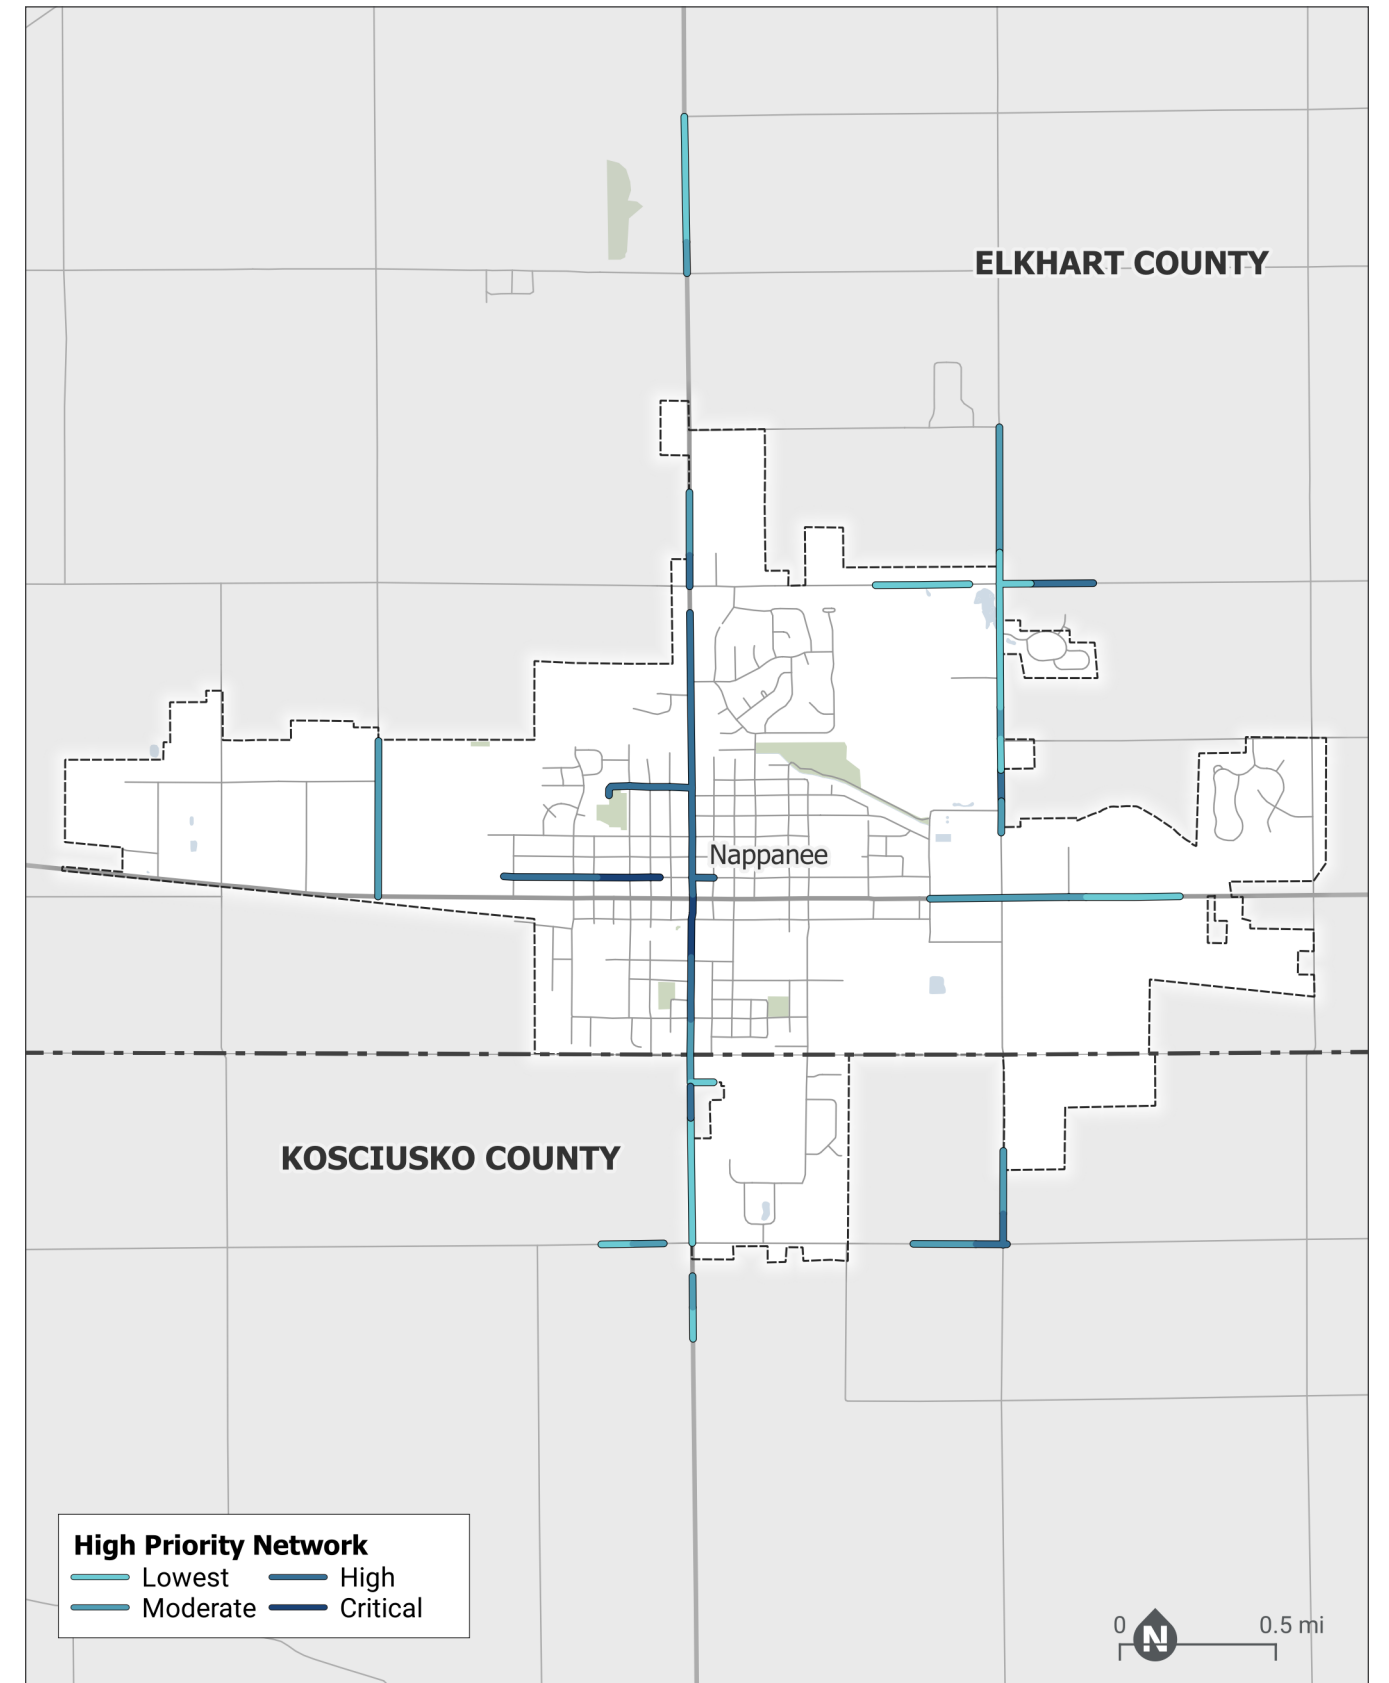 ELKHART COUNTY
Nappanee
KOSCIUSKO COUNTY
High Priority Network
Lowest High
Moderate Critical
0 N 0.5 mi